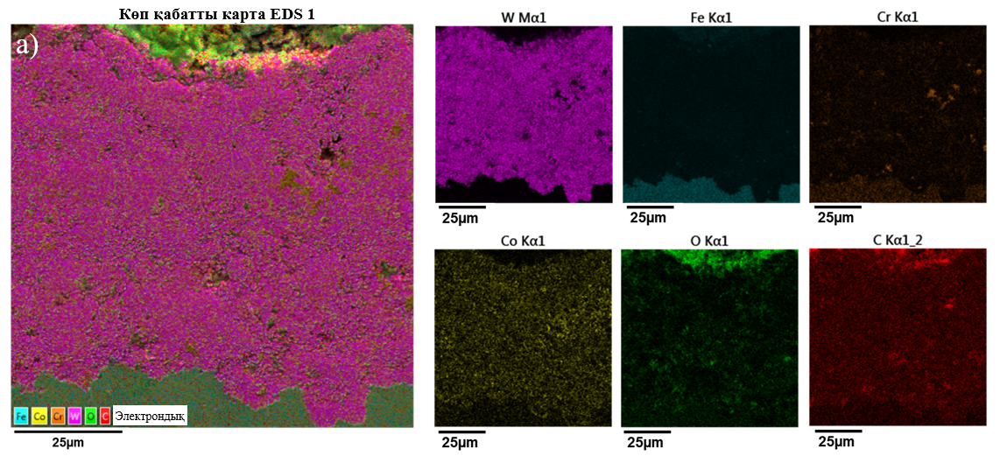 Көп қабатты карта EDS 1
а)
Fe Co Cr W O C Электрондық
25µm
W Mα1
25µm
Fe Kα1
25µm
Cr Kα1
25µm
Co Kα1
25µm
O Kα1
25µm
C Kα1_2
25µm